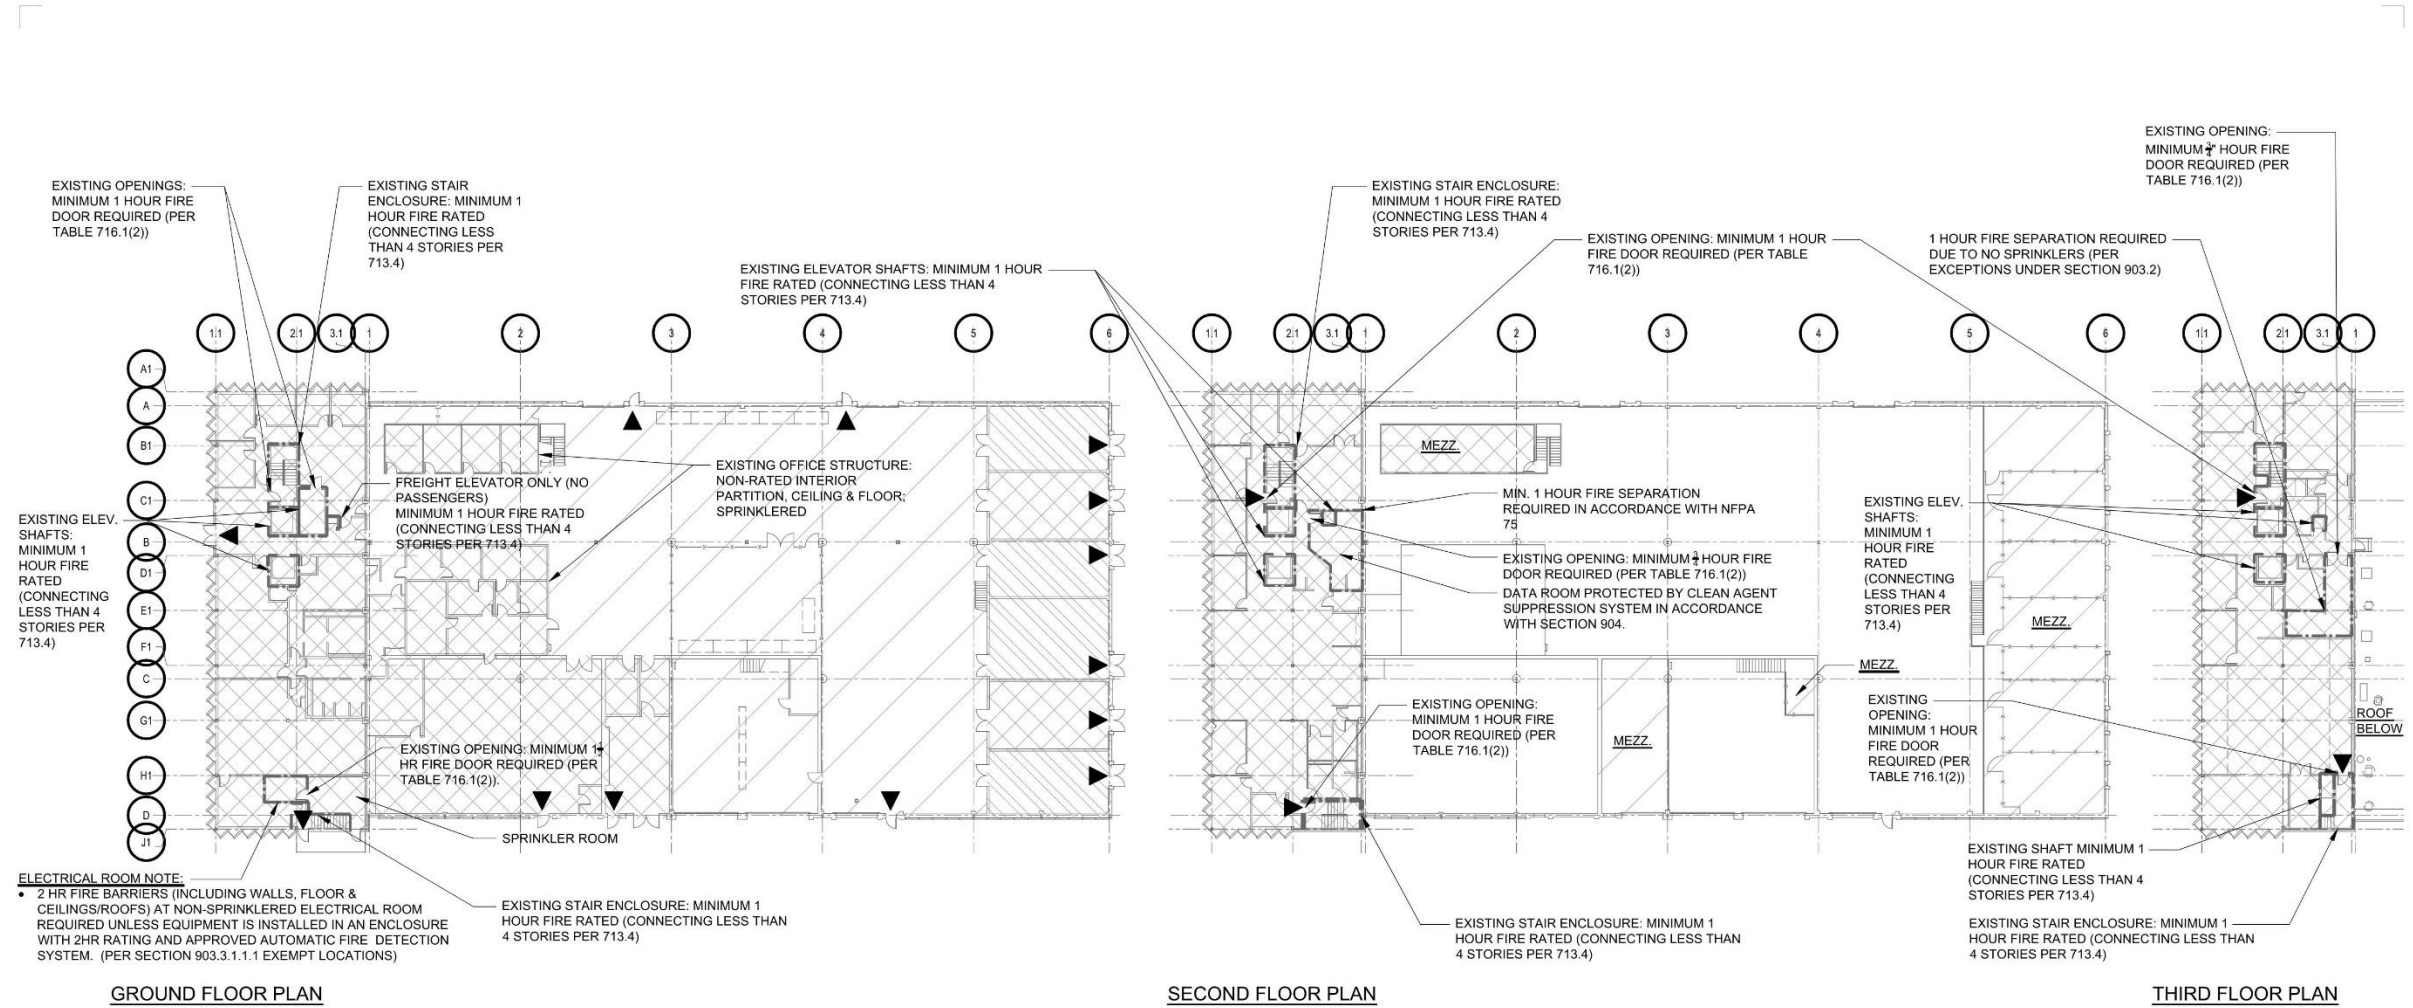 EXISTING OPENING:
MINIMUM ¾" HOUR FIRE
DOOR REQUIRED (PER
TABLE 716.1(2))
EXISTING OPENINGS:
MINIMUM 1 HOUR FIRE
DOOR REQUIRED (PER
TABLE 716.1(2))
EXISTING STAIR
ENCLOSURE: MINIMUM 1
HOUR FIRE RATED
(CONNECTING LESS
THAN 4 STORIES PER
713.4)
EXISTING STAIR ENCLOSURE:
MINIMUM 1 HOUR FIRE RATED
(CONNECTING LESS THAN 4
STORIES PER 713.4)
EXISTING ELEVATOR SHAFTS: MINIMUM 1 HOUR
FIRE RATED (CONNECTING LESS THAN 4
STORIES PER 713.4)
EXISTING OPENING: MINIMUM 1 HOUR
FIRE DOOR REQUIRED (PER TABLE
716.1(2))
1 HOUR FIRE SEPARATION REQUIRED
DUE TO NO SPRINKLERS (PER
EXCEPTIONS UNDER SECTION 903.2)
1.1 2.1 3.1 1 2 3 4 5 6
1.1 2.1 3.1 1 2 3 4 5 6
1.1 2.1 3.1 1
A1
A
B1
C1
B
D1
E1
F1
C
G1
H1
D
J1
EXISTING ELEV.
SHAFTS:
MINIMUM 1
HOUR FIRE
RATED
(CONNECTING
LESS THAN 4
STORIES PER
713.4)
FREIGHT ELEVATOR ONLY (NO
PASSENGERS)
MINIMUM 1 HOUR FIRE RATED
(CONNECTING LESS THAN 4
STORIES PER 713.4)
EXISTING OFFICE STRUCTURE:
NON-RATED INTERIOR
PARTITION, CEILING & FLOOR;
SPRINKLERED
EXISTING OPENING: MINIMUM 1
HR FIRE DOOR REQUIRED (PER
TABLE 716.1(2)).
SPRINKLER ROOM
ELECTRICAL ROOM NOTE:
• 2 HR FIRE BARRIERS (INCLUDING WALLS, FLOOR &
CEILINGS/ROOFS) AT NON-SPRINKLERED ELECTRICAL ROOM
REQUIRED UNLESS EQUIPMENT IS INSTALLED IN AN ENCLOSURE
WITH 2HR RATING AND APPROVED AUTOMATIC FIRE DETECTION
SYSTEM. (PER SECTION 903.3.1.1.1 EXEMPT LOCATIONS)
EXISTING STAIR ENCLOSURE: MINIMUM 1
HOUR FIRE RATED (CONNECTING LESS THAN
4 STORIES PER 713.4)
GROUND FLOOR PLAN
MEZZ.
MIN. 1 HOUR FIRE SEPARATION
REQUIRED IN ACCORDANCE WITH NFPA
75
EXISTING OPENING: MINIMUM HOUR FIRE
DOOR REQUIRED (PER TABLE 716.1(2))
DATA ROOM PROTECTED BY CLEAN AGENT
SUPPRESSION SYSTEM IN ACCORDANCE
WITH SECTION 904.
MEZZ.
MEZZ.
MEZZ.
EXISTING OPENING:
MINIMUM 1 HOUR FIRE
DOOR REQUIRED (PER
TABLE 716.1(2))
EXISTING STAIR ENCLOSURE: MINIMUM 1
HOUR FIRE RATED (CONNECTING LESS THAN
4 STORIES PER 713.4)
SECOND FLOOR PLAN
EXISTING ELEV.
SHAFTS:
MINIMUM 1
HOUR FIRE
RATED
(CONNECTING
LESS THAN 4
STORIES PER
713.4)
EXISTING
OPENING:
MINIMUM 1 HOUR
FIRE DOOR
REQUIRED (PER
TABLE 716.1(2))
ROOF
BELOW
EXISTING SHAFT MINIMUM 1
HOUR FIRE RATED
(CONNECTING LESS THAN 4
STORIES PER 713.4)
EXISTING STAIR ENCLOSURE: MINIMUM 1
HOUR FIRE RATED (CONNECTING LESS THAN
4 STORIES PER 713.4)
THIRD FLOOR PLAN